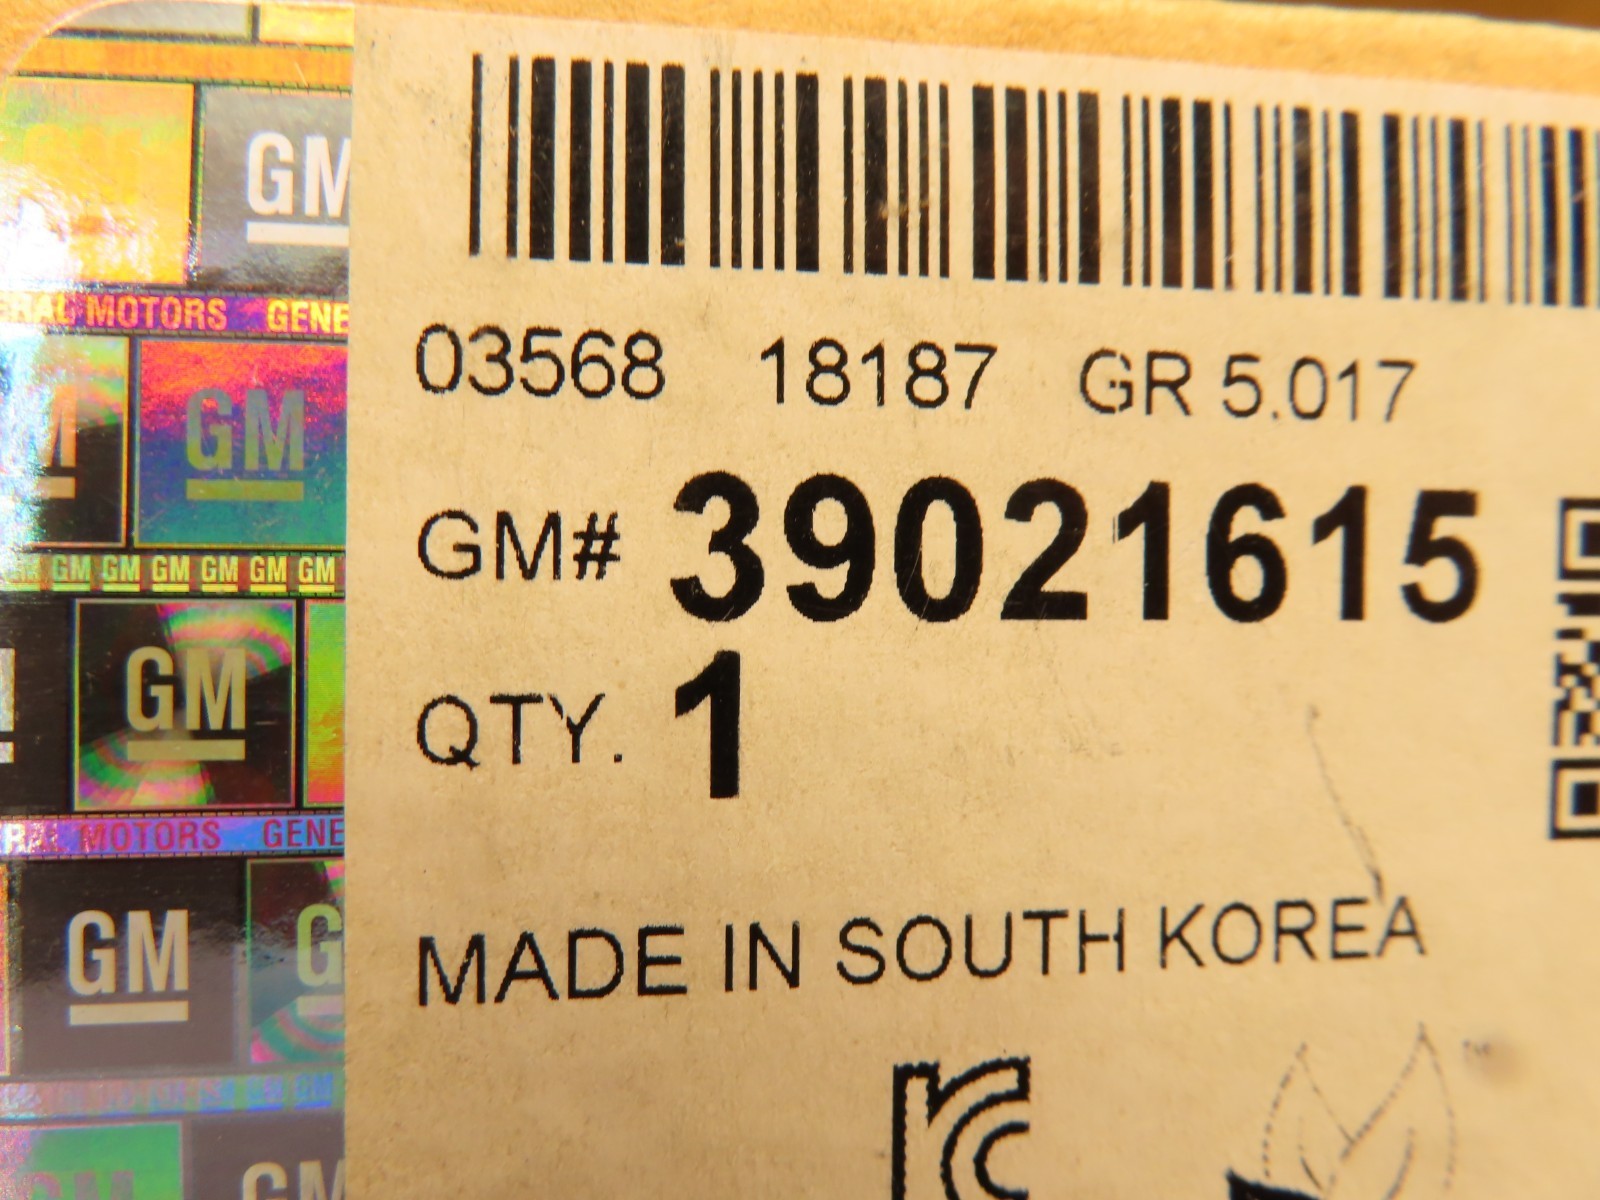 GM
GENERAL MOTORS GENE
GM
GM GM GM GM GM GM
GM
MOTORS GENE
GM
GM
03568 18187 GR 5.017
GM# 39021615
QTY. 1
MADE IN SOUTH KOREA